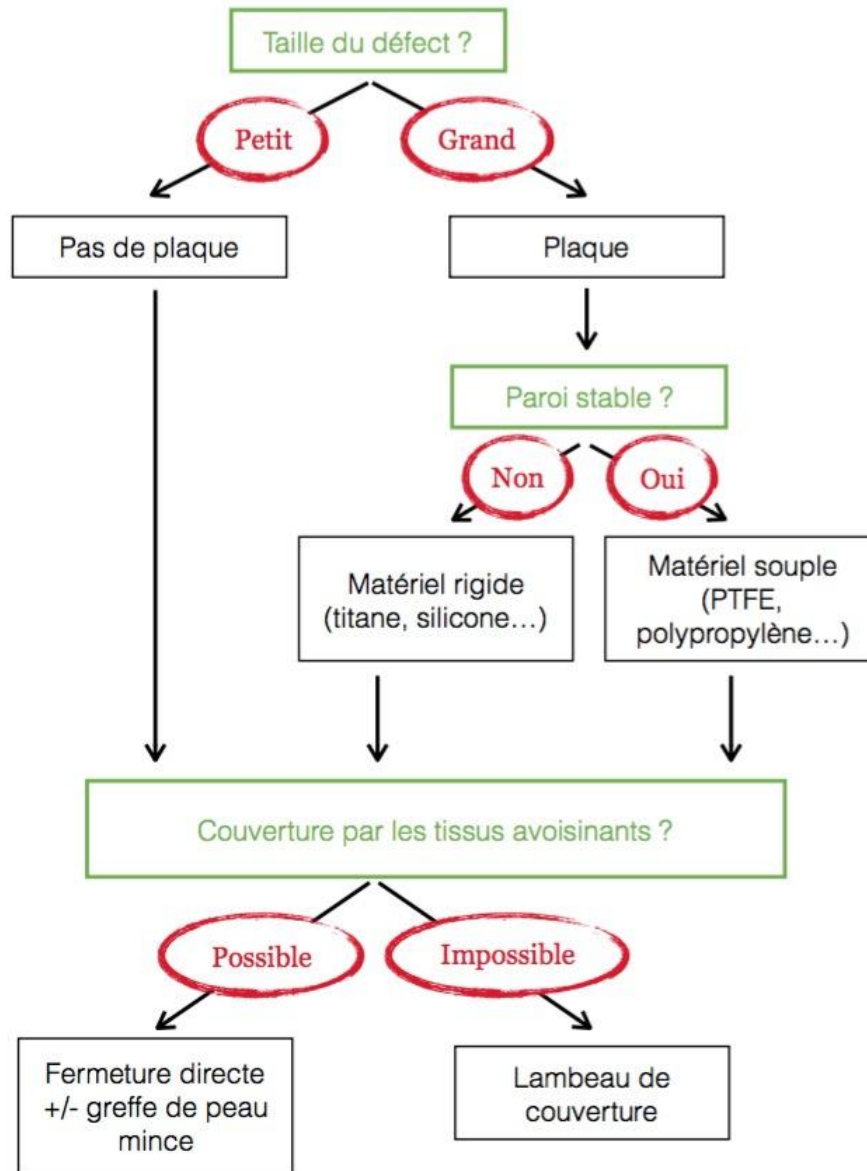 Taille du défect ?
Petit
Grand
Pas de plaque
Plaque
Paroi stable ?
Non
Oui
Matériel rigide
(titane, silicone…)
Matériel souple
(PTFE,
polypropylène…)
Couverture par les tissus avoisinants ?
Possible
Impossible
Fermeture directe
+/- greffe de peau
mince
Lambeau de
couverture